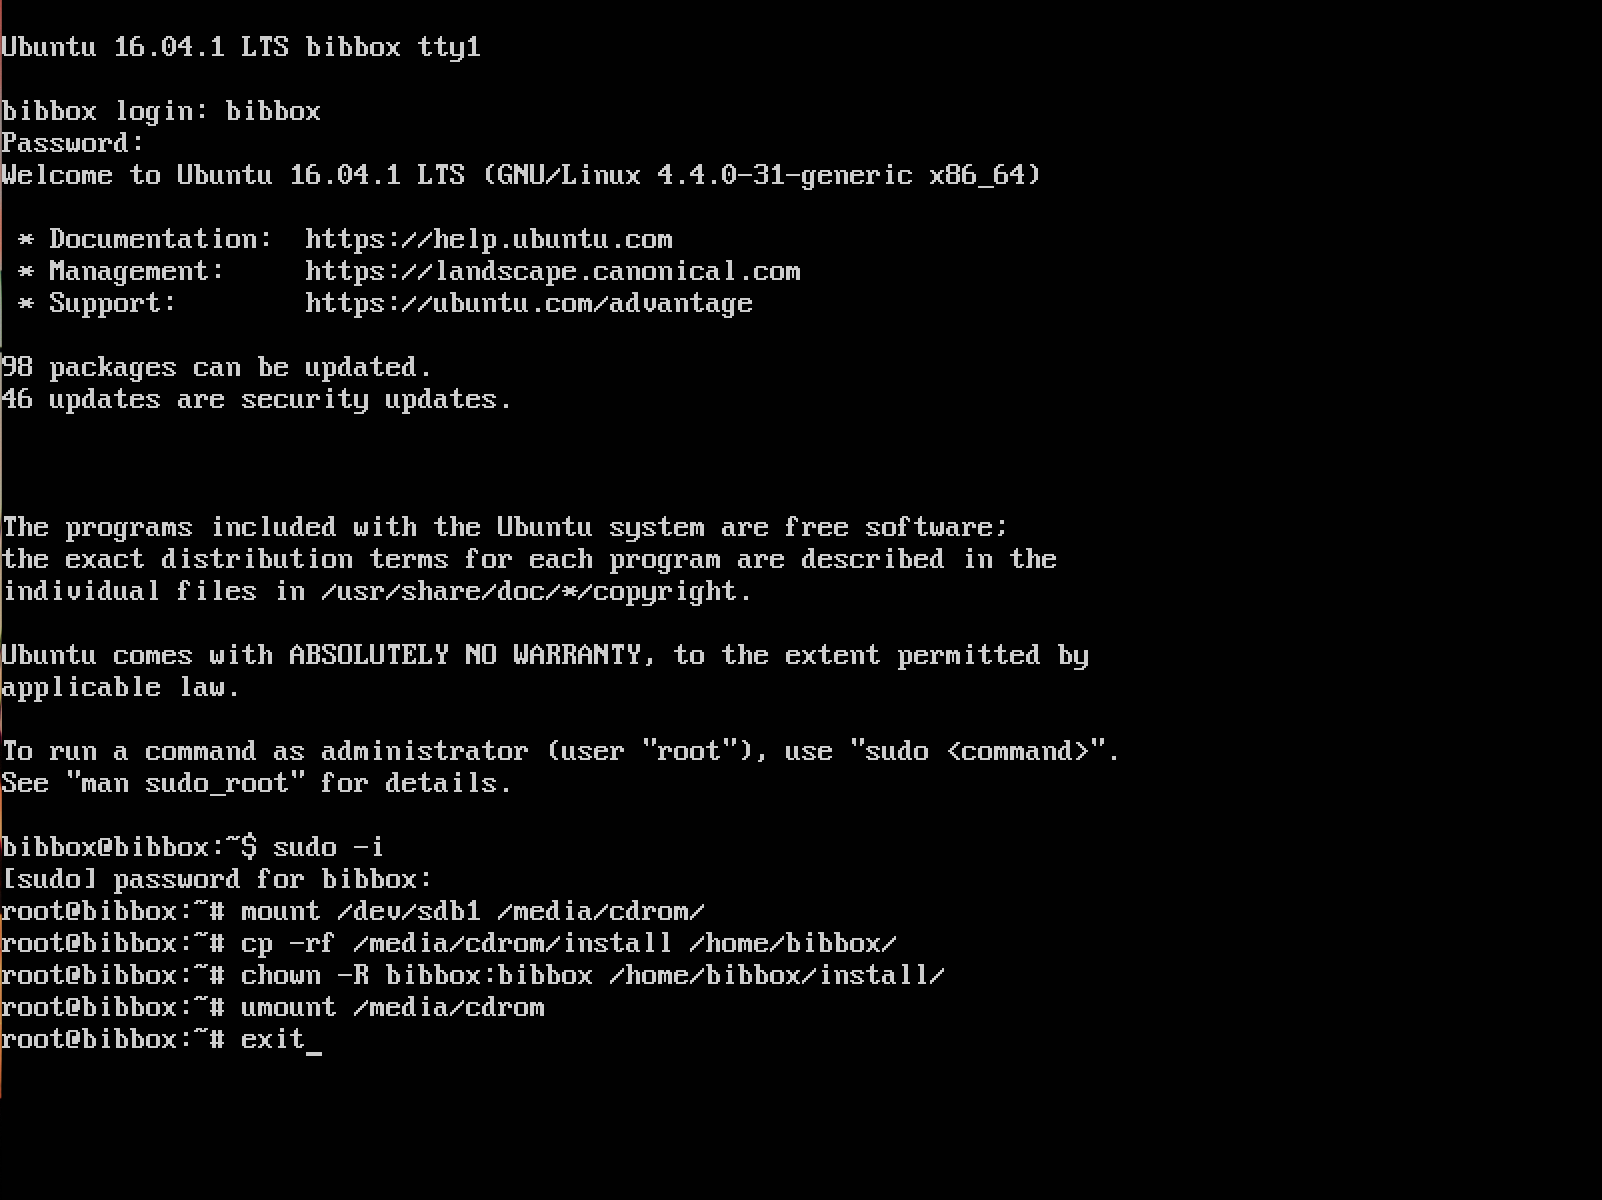 Ubuntu 16.04.1 LTS bibbox tty1
bibbox login: bibbox
Password:
Welcome to Ubuntu 16.04.1 LTS (GNU/Linux 4.4.0-31-generic x86_64)
 * Documentation:  https://help.ubuntu.com
 * Management:     https://landscape.canonical.com
 * Support:        https://ubuntu.com/advantage
98 packages can be updated.
46 updates are security updates.
The programs included with the Ubuntu system are free software;
the exact distribution terms for each program are described in the
individual files in /usr/share/doc/*/copyright.
Ubuntu comes with ABSOLUTELY NO WARRANTY, to the extent permitted by
applicable law.
To run a command as administrator (user "root"), use "sudo <command>".
See "man sudo_root" for details.
bibbox@bibbox:~$ sudo -i
[sudo] password for bibbox:
root@bibbox:~# mount /dev/sdb1 /media/cdrom/
root@bibbox:~# cp -rf /media/cdrom/install /home/bibbox/
root@bibbox:~# chown -R bibbox:bibbox /home/bibbox/install/
root@bibbox:~# umount /media/cdrom
root@bibbox:~# exit_